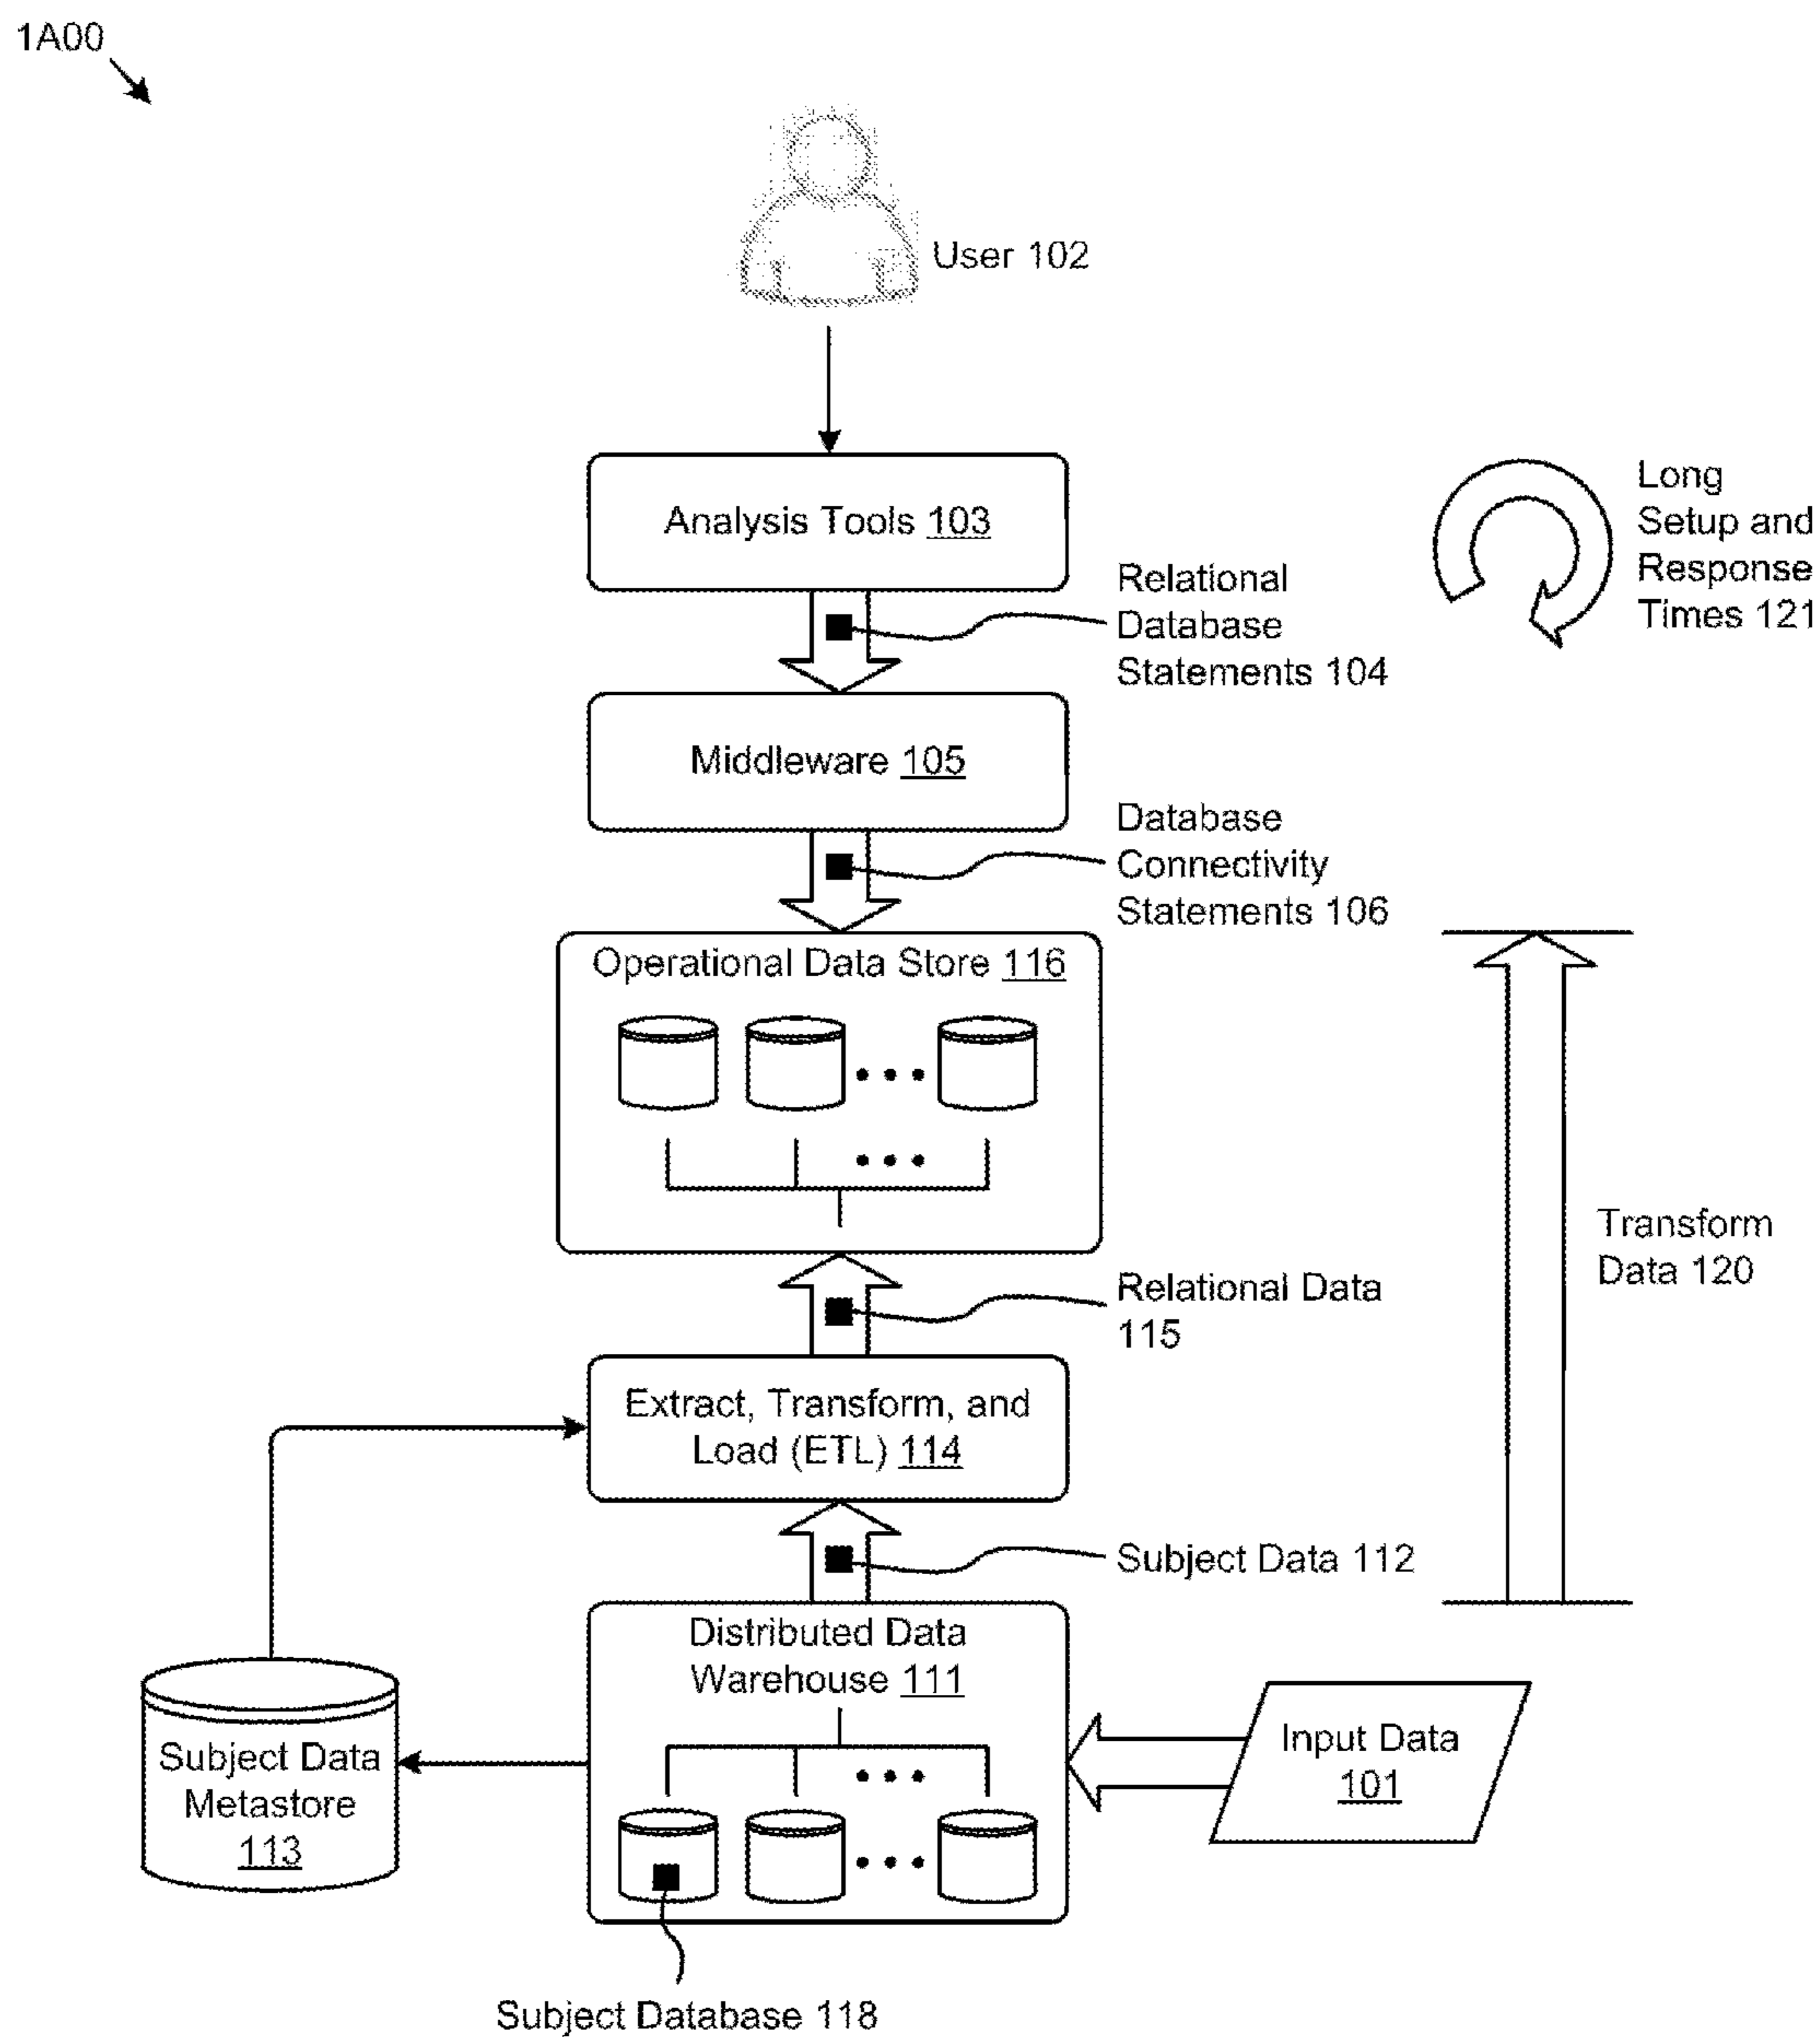 1A00
User 102
Analysis Tools 103
Long
Setup and
Response
Times 121
Relational
Database
Statements 104
Middleware 105
Database
Connectivity
Statements 106
Operational Data Store 116
Transform
Data 120
Relational Data
115
Extract, Transform, and
Load (ETL) 114
Subject Data 112
Distributed Data
Warehouse 111
Input Data
101
Subject Data
Metastore
113
Subject Database 118